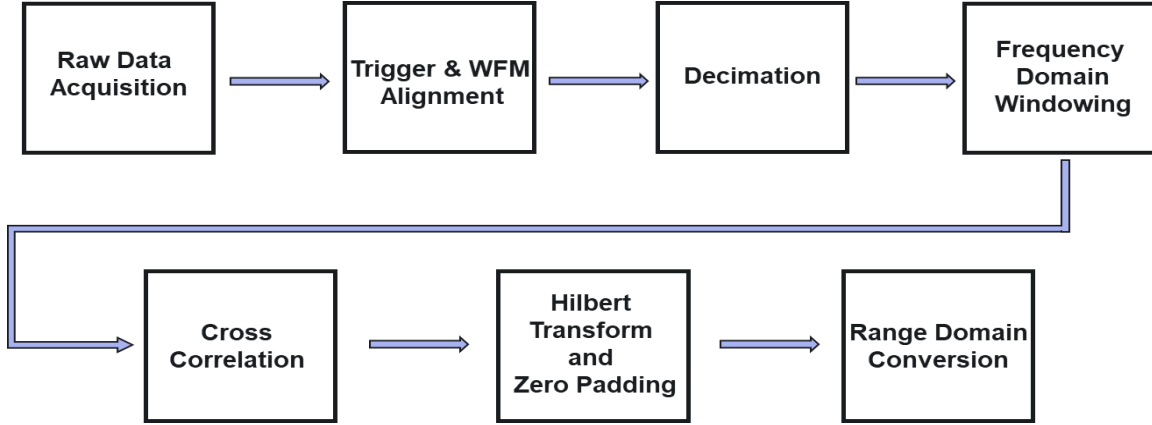 Raw Data
Acquisition
Trigger & WFM
Alignment
Decimation
Frequency
Domain
Windowing
Cross
Correlation
Hilbert
Transform
and
Zero Padding
Range Domain
Conversion